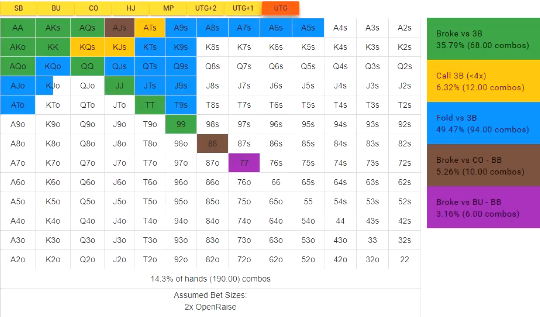 SB BU CO HJ MP UTG+2 UTG+1 UTG
AA AKs AQs AJs ATs A9s A8s A7s A6s A5s A4s A3s A2s
AKo KK KQs KJs KTs K9s K8s K7s K6s K5s K4s K3s K2s
AQo KQo QQ QJs QTs Q9s Q8s Q7s Q6s Q5s Q4s Q3s Q2s
AJo KJo QJo JJ JTs J9s J8s J7s J6s J5s J4s J3s J2s
ATo KTo QTo JTo TT T9s T8s T7s T6s T5s T4s T3s T2s
A9o K9o Q9o J9o T9o 99 98s 97s 96s 95s 94s 93s 92s
A8o K8o Q8o J8o T8o 98o 88 87s 86s 85s 84s 83s 82s
A7o K7o Q7o J7o T7o 97o 87o 77 76s 75s 74s 73s 72s
A6o K6o Q6o J6o T6o 96o 86o 76o 66 65s 64s 63s 62s
A5o K5o Q5o J5o T5o 95o 85o 75o 65o 55 54s 53s 52s
A4o K4o Q4o J4o T4o 94o 84o 74o 64o 54o 44 43s 42s
A3o K3o Q3o J3o T3o 93o 83o 73o 63o 53o 43o 33 32s
A2o K2o Q2o J2o T2o 92o 82o 72o 62o 52o 42o 32o 22
14.3% of hands (190.00) combos
Assumed Bet Sizes:
2x OpenRaise
Broke vs 3B
35.79% (68.00 combos)
Call 3B (<4x)
6.32% (12.00 combos)
Fold vs 3B
49.47% (94.00 combos)
Broke vs CO - BB
5.26% (10.00 combos)
Broke vs BU - BB
3.16% (6.00 combos)